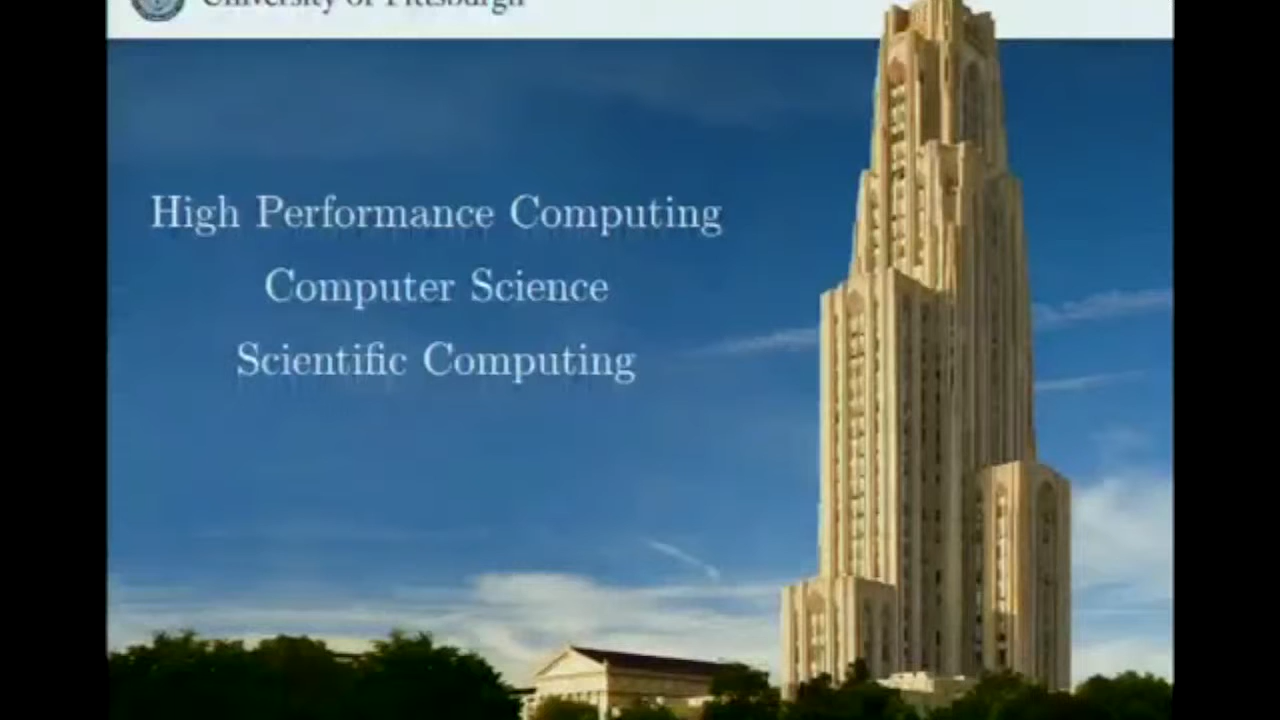 University of Pittsburgh
High Performance Computing
Computer Science
Scientific Computing